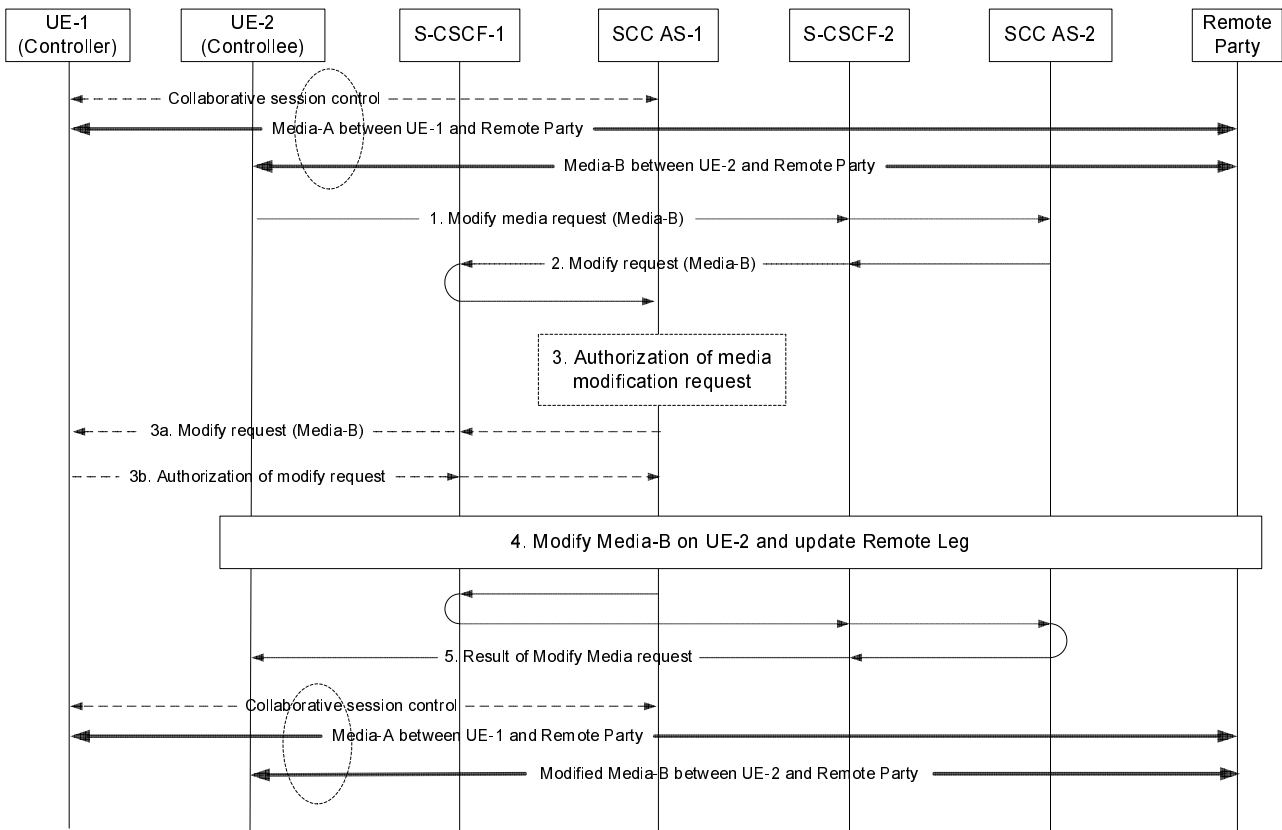 UE-1
(Controller)
UE-2
(Controllee)
S-CSCF-1
SCC AS-1
S-CSCF-2
SCC AS-2
Remote
Party
Collaborative session control
Media-A between UE-1 and Remote Party
Media-B between UE-2 and Remote Party
1. Modify media request (Media-B)
2. Modify request (Media-B)
3. Authorization of media
modification request
3a. Modify request (Media-B)
3b. Authorization of modify request
4. Modify Media-B on UE-2 and update Remote Leg
5. Result of Modify Media request
Collaborative session control
Media-A between UE-1 and Remote Party
Modified Media-B between UE-2 and Remote Party